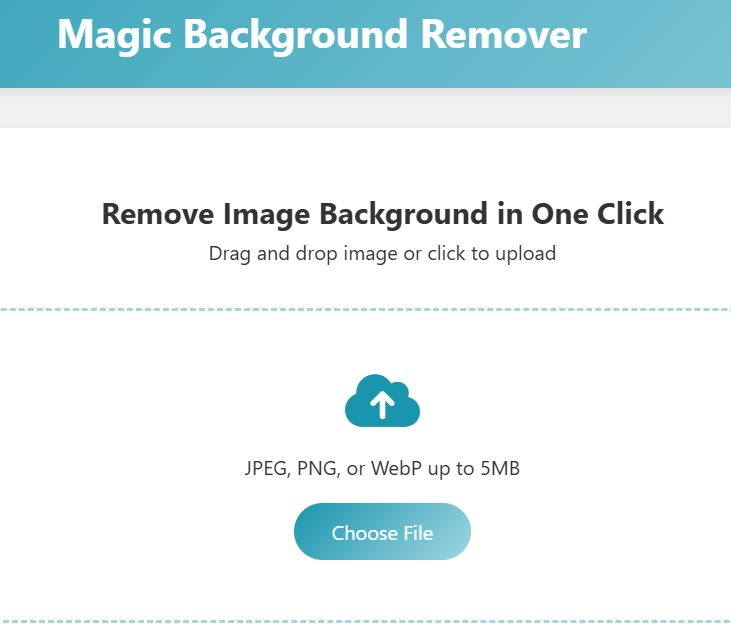 Magic Background Remover
Remove Image Background in One Click
Drag and drop image or click to upload
JPEG, PNG, or WebP up to 5MB
Choose File